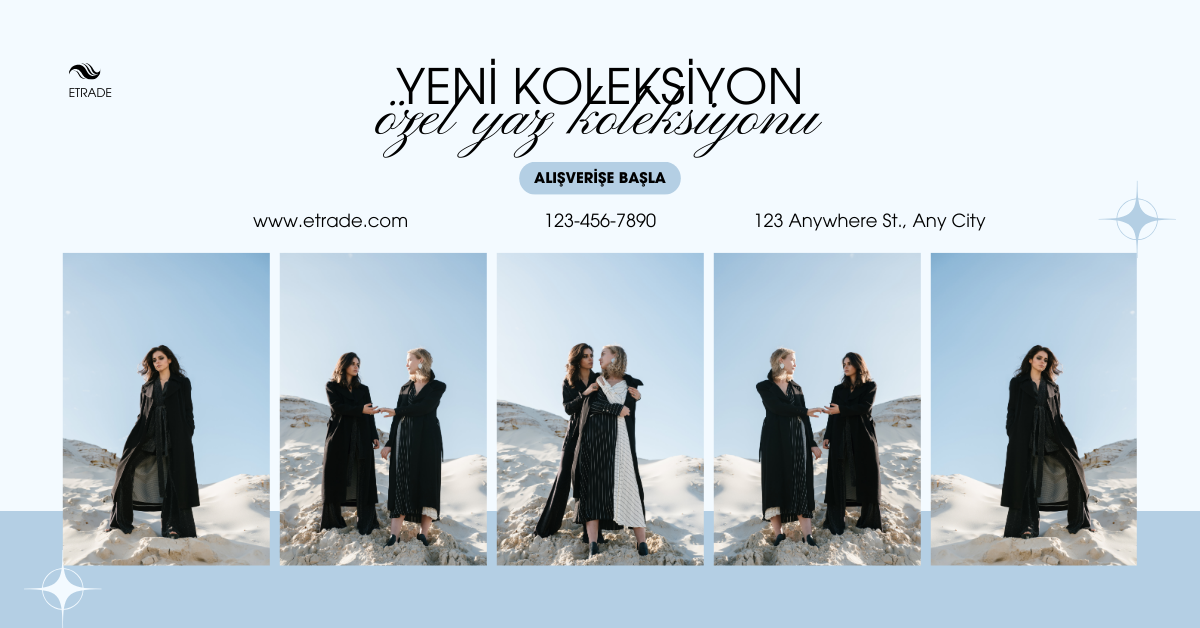 ETRADE
YENİ KOLEKSİYON
özel yaz koleksiyonu
ALIŞVERİŞE BAŞLA
www.etrade.com
123-456-7890
123 Anywhere St., Any City